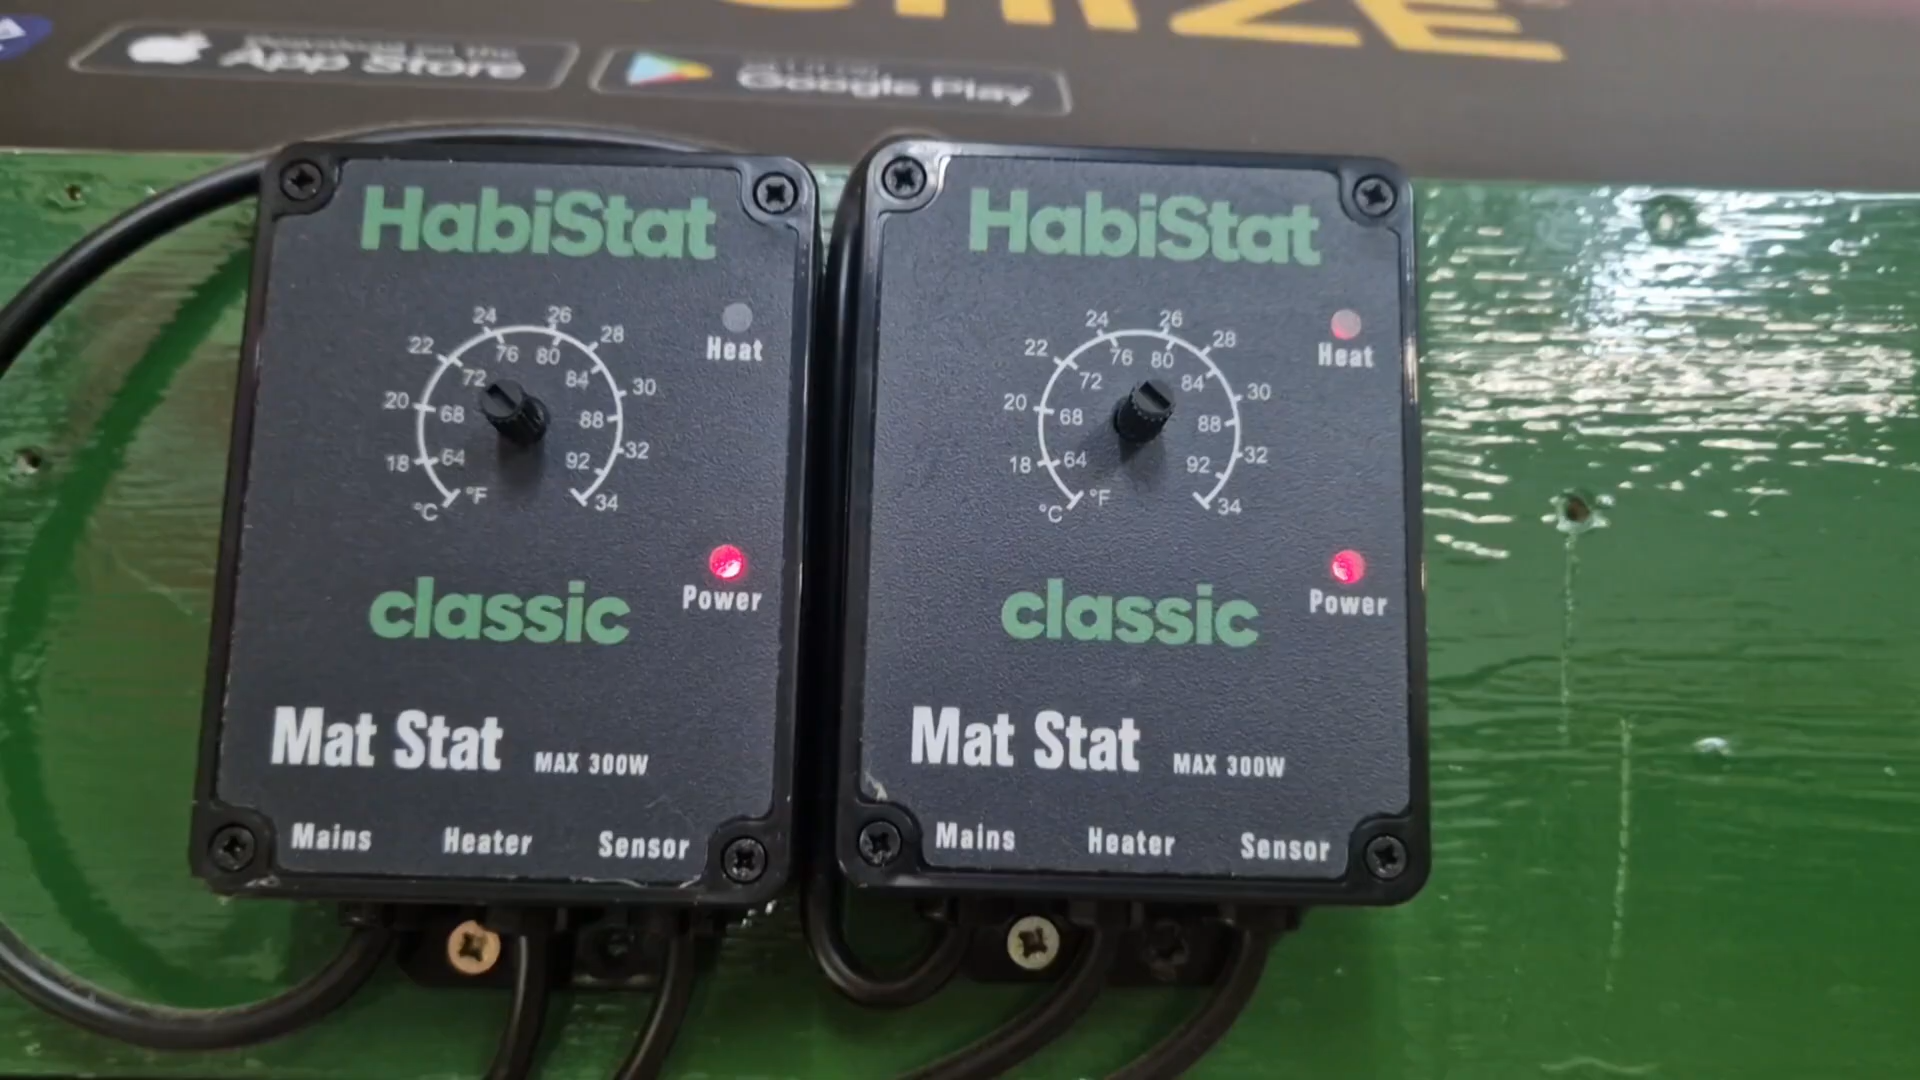 App Store
Google Play
HabiStat
24 26
22 28
76 80
72 84
Heat
20 30
68 88
18 32
64 92
°C °F 34
Power
classic
Mat Stat MAX 300W
Mains Heater Sensor
HabiStat
24 26
22 28
76 80
72 84
Heat
20 30
68 88
18 32
64 92
°C °F 34
Power
classic
Mat Stat MAX 300W
Mains Heater Sensor